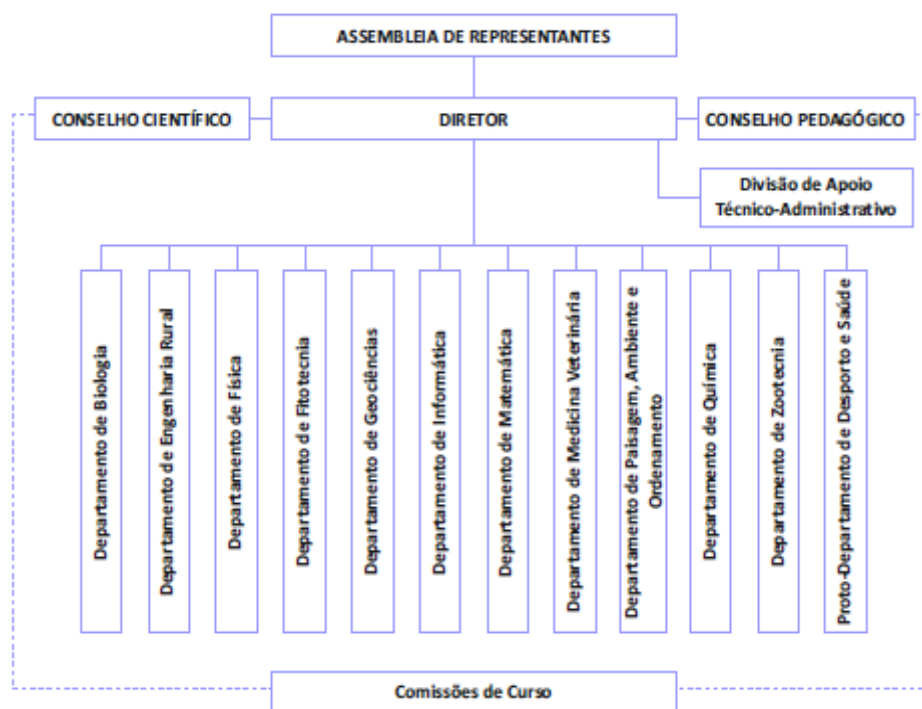 ASSEMBLEIA DE REPRESENTANTES
CONSELHO CIENTÍFICO
DIRETOR
CONSELHO PEDAGÓGICO
Divisão de Apoio
Técnico-Administrativo
Departamento de Biologia
Departamento de Engenharia Rural
Departamento de Física
Departamento de Fitotecnia
Departamento de Geociências
Departamento de Informática
Departamento de Matemática
Departamento de Medicina Veterinária
Departamento de Paisagem, Ambiente e
Ordenamento
Departamento de Química
Departamento de Zootecnia
Proto-Departamento de Desporto e Saúde
Comissões de Curso